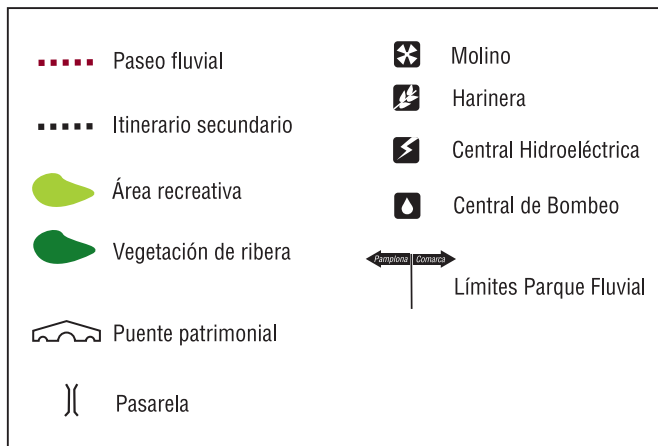 Paseo fluvial
Itinerario secundario
Área recreativa
Vegetación de ribera
Puente patrimonial
Pasarela
Molino
Harinera
Central Hidroeléctrica
Central de Bombeo
Pamplona Comarca
Límites Parque Fluvial